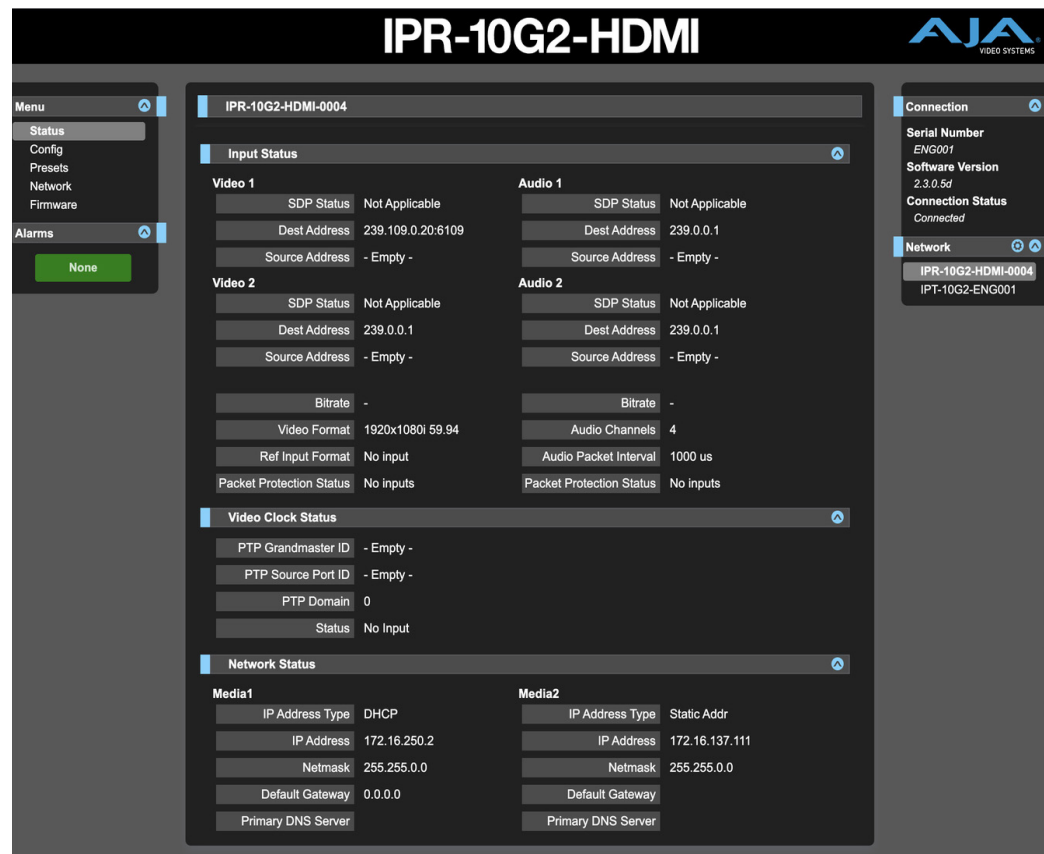 IPR-10G2-HDMI
AJA
VIDEO SYSTEMS
Menu
Status
Config
Presets
Network
Firmware
Alarms
None
IPR-10G2-HDMI-0004
Input Status
Video 1
SDP Status Not Applicable
Dest Address 239.109.0.20:6109
Source Address - Empty -
Video 2
SDP Status Not Applicable
Dest Address 239.0.0.1
Source Address - Empty -
Bitrate -
Video Format 1920x1080i 59.94
Ref Input Format No input
Packet Protection Status No inputs
Audio 1
SDP Status Not Applicable
Dest Address 239.0.0.1
Source Address - Empty -
Audio 2
SDP Status Not Applicable
Dest Address 239.0.0.1
Source Address - Empty -
Bitrate -
Audio Channels 4
Audio Packet Interval 1000 us
Packet Protection Status No inputs
Video Clock Status
PTP Grandmaster ID - Empty -
PTP Source Port ID - Empty -
PTP Domain 0
Status No Input
Network Status
Media1
IP Address Type DHCP
IP Address 172.16.250.2
Netmask 255.255.0.0
Default Gateway 0.0.0.0
Primary DNS Server
Media2
IP Address Type Static Addr
IP Address 172.16.137.111
Netmask 255.255.0.0
Default Gateway
Primary DNS Server
Connection
Serial Number
ENG001
Software Version
2.3.0.5d
Connection Status
Connected
Network
IPR-10G2-HDMI-0004
IPT-10G2-ENG001